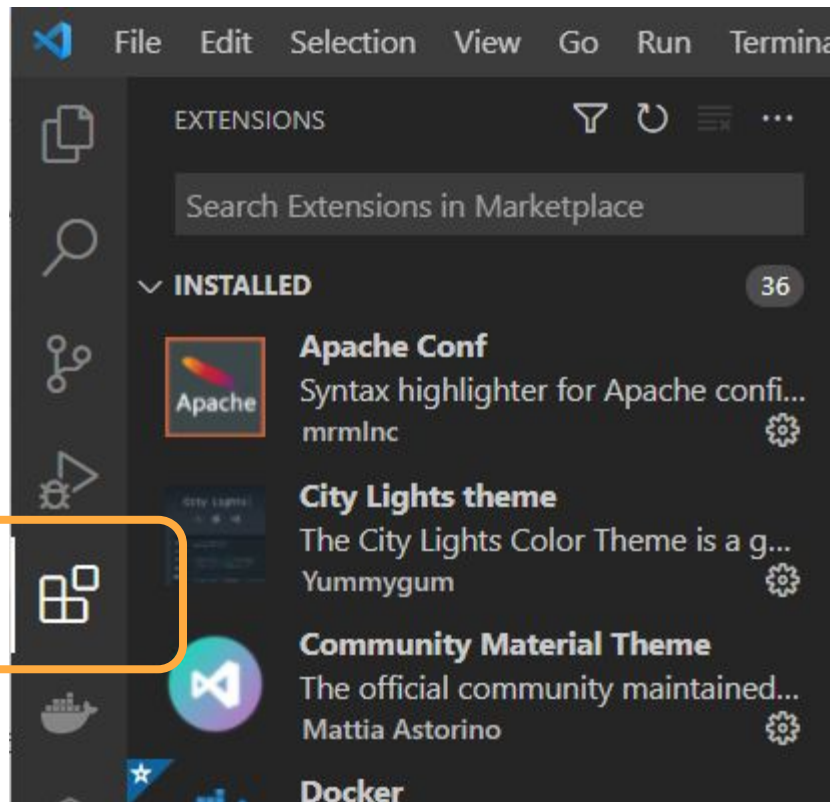 File Edit Selection View Go Run Termina
EXTENSIONS
Search Extensions in Marketplace
INSTALLED 36
Apache Conf
Apache
Syntax highlighter for Apache confi...
mrmlnc
City Lights theme
City Lights
The City Lights Color Theme is a g...
Yummygum
Community Material Theme
The official community maintained...
Mattia Astorino
Docker